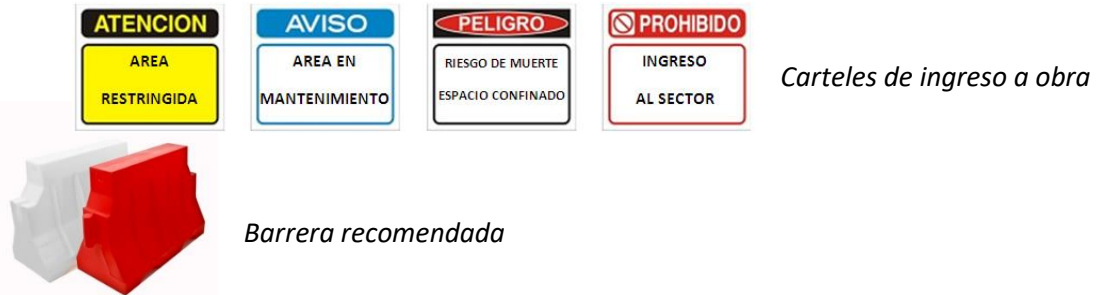 ATENCION
AREA
RESTRINGIDA
AVISO
AREA EN
MANTENIMIENTO
PELIGRO
RIESGO DE MUERTE
ESPACIO CONFINADO
PROHIBIDO
INGRESO
AL SECTOR
Carteles de ingreso a obra
Barrera recomendada